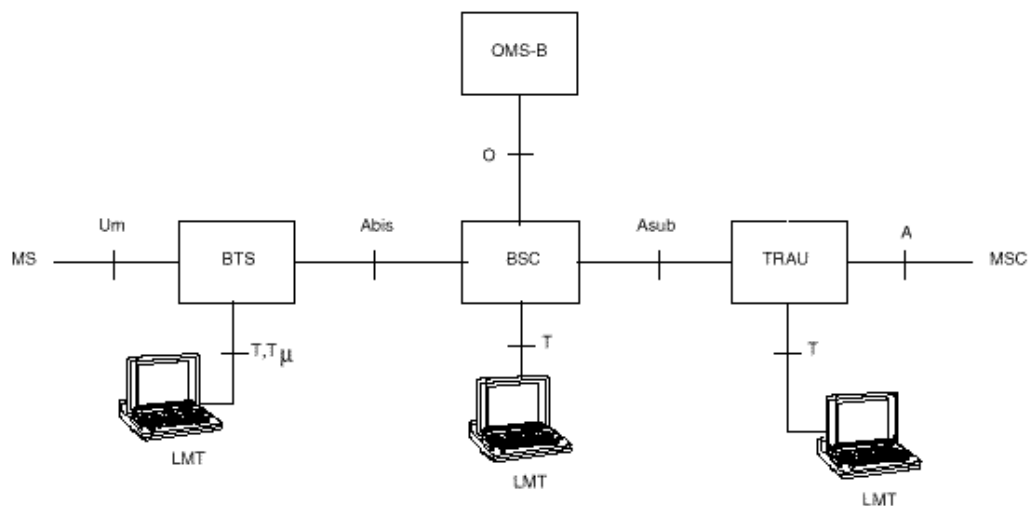 OMS-B
O
Um
Abis
Asub
A
MS
BTS
BSC
TRAU
MSC
T,Tμ
T
T
LMT
LMT
LMT